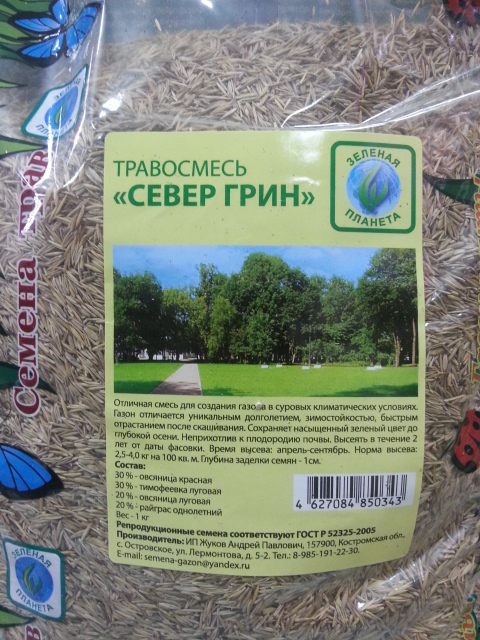 ТРАВОСМЕСЬ
«СЕВЕР ГРИН»
ЗЕЛЕНАЯ
ПЛАНЕТА
Семена трав
Отличная смесь для создания газона в суровых климатических условиях.
Газон отличается уникальным долголетием, зимостойкостью, быстрым
отрастанием после скашивания. Сохраняет насыщенный зеленый цвет до
глубокой осени. Неприхотлив к плодородию почвы. Высеять в течение 2
лет от даты фасовки. Время высева: апрель-сентябрь. Норма высева:
2,5-4,0 кг на 100 кв. м. Глубина заделки семян - 1см.
Состав:
30 % - овсяница красная
30 % - тимофеевка луговая
20 % - овсяница луговая
20 % - райграс однолетний
Вес - 1 кг
4 627084 850343
Репродукционные семена соответствуют ГОСТ Р 52325-2005
Производитель: ИП Жуков Андрей Павлович, 157900, Костромская обл.,
с. Островское, ул. Лермонтова, д. 5-2. Тел.: 8-985-191-22-30.
E-mail: semena-gazon@yandex.ru
ЗЕЛЕНАЯ
ПЛАНЕТА